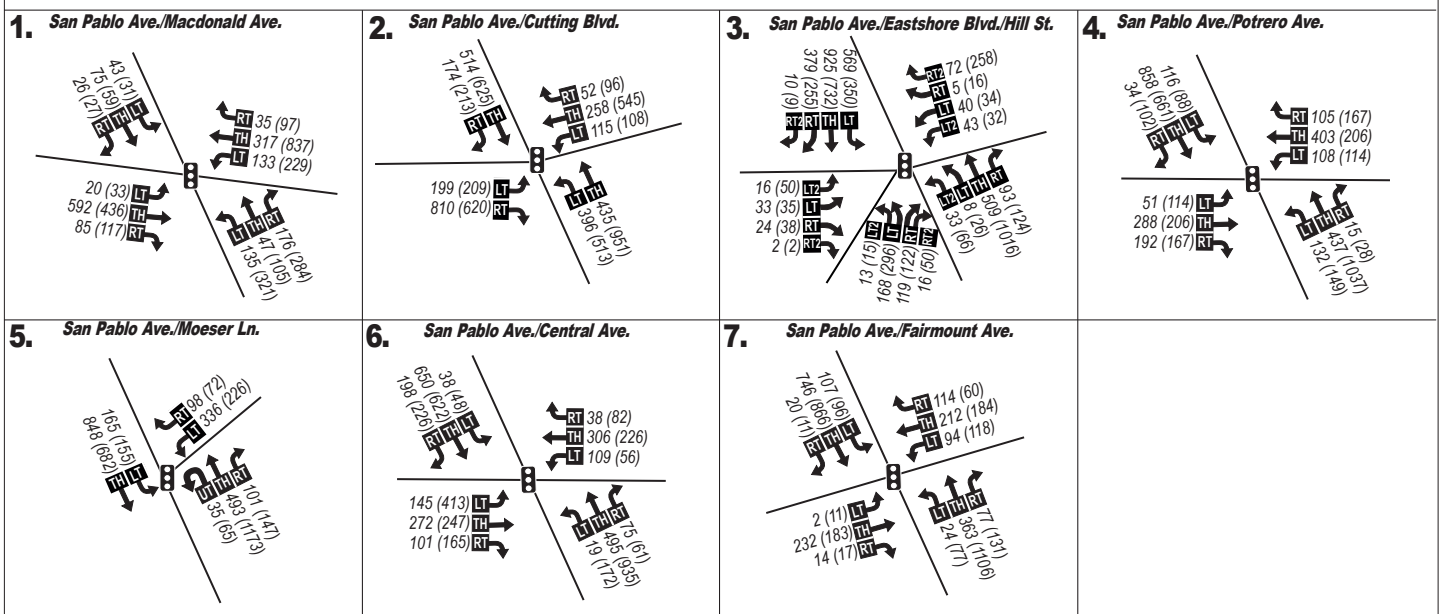 1. San Pablo Ave./Macdonald Ave.
43 (31)
75 (59)
26 (27)
RT TH LT
RT 35 (97)
TH 317 (837)
LT 133 (229)
20 (33) LT
592 (436) TH
85 (117) RT
LT TH RT
176 (284)
47 (105)
135 (321)
2. San Pablo Ave./Cutting Blvd.
514 (625)
174 (213)
RT TH
RT 52 (96)
TH 258 (545)
LT 115 (108)
199 (209) LT
810 (620) RT
LT TH
435 (951)
396 (513)
3. San Pablo Ave./Eastshore Blvd./Hill St.
569 (350)
925 (732)
379 (255)
10 (9)
RT2 RT TH LT
RT2 72 (258)
RT 5 (16)
LT 40 (34)
LT2 43 (32)
16 (50) LT2
33 (35) LT
24 (38) RT
2 (2) RT2
LT2 LT RT RT2
13 (15)
168 (296)
119 (122)
16 (50)
LT2 LT TH RT
93 (124)
509 (1016)
8 (26)
33 (66)
4. San Pablo Ave./Potrero Ave.
116 (88)
858 (661)
34 (102)
RT TH LT
RT 105 (167)
TH 403 (206)
LT 108 (114)
51 (114) LT
288 (206) TH
192 (167) RT
LT TH RT
15 (28)
437 (1037)
132 (149)
5. San Pablo Ave./Moeser Ln.
165 (155)
848 (682)
TH LT
RT 98 (72)
LT 336 (226)
UT TH RT
101 (147)
493 (1173)
35 (65)
6. San Pablo Ave./Central Ave.
38 (48)
650 (622)
198 (226)
RT TH LT
RT 38 (82)
TH 306 (226)
LT 109 (56)
145 (413) LT
272 (247) TH
101 (165) RT
LT TH RT
75 (61)
495 (935)
19 (172)
7. San Pablo Ave./Fairmount Ave.
107 (96)
746 (866)
20 (11)
RT TH LT
RT 114 (60)
TH 212 (184)
LT 94 (118)
2 (11) LT
232 (183) TH
14 (17) RT
LT TH RT
77 (131)
363 (1106)
24 (77)